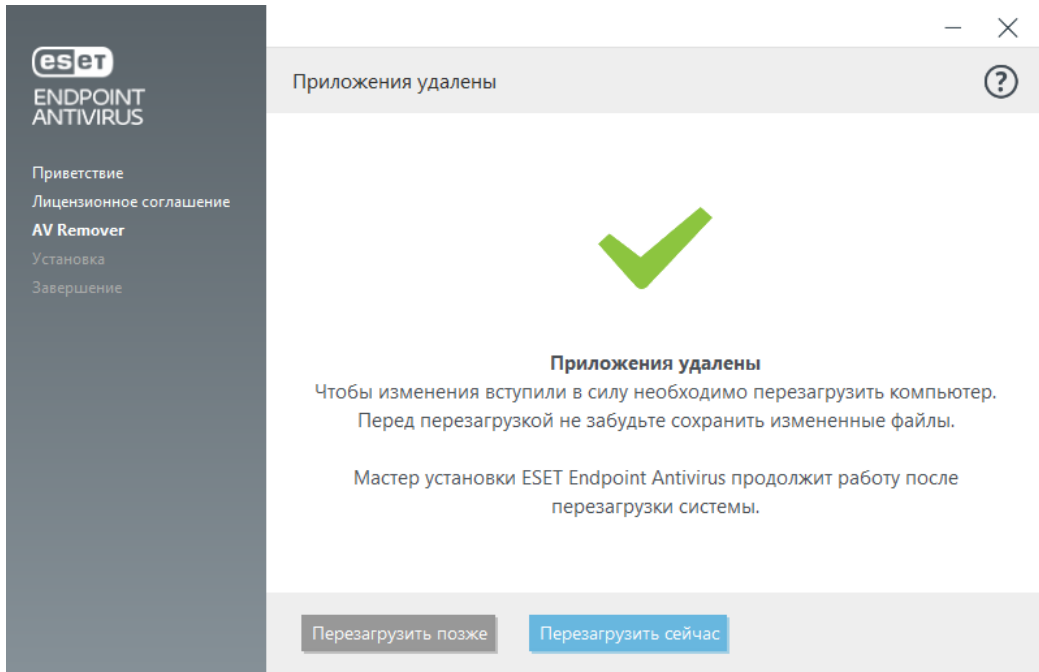 eset
ENDPOINT
ANTIVIRUS
Приветствие
Лицензионное соглашение
AV Remover
Установка
Завершение
Приложения удалены
?
Приложения удалены
Чтобы изменения вступили в силу необходимо перезагрузить компьютер.
Перед перезагрузкой не забудьте сохранить измененные файлы.
Мастер установки ESET Endpoint Antivirus продолжит работу после
перезагрузки системы.
Перезагрузить позже
Перезагрузить сейчас